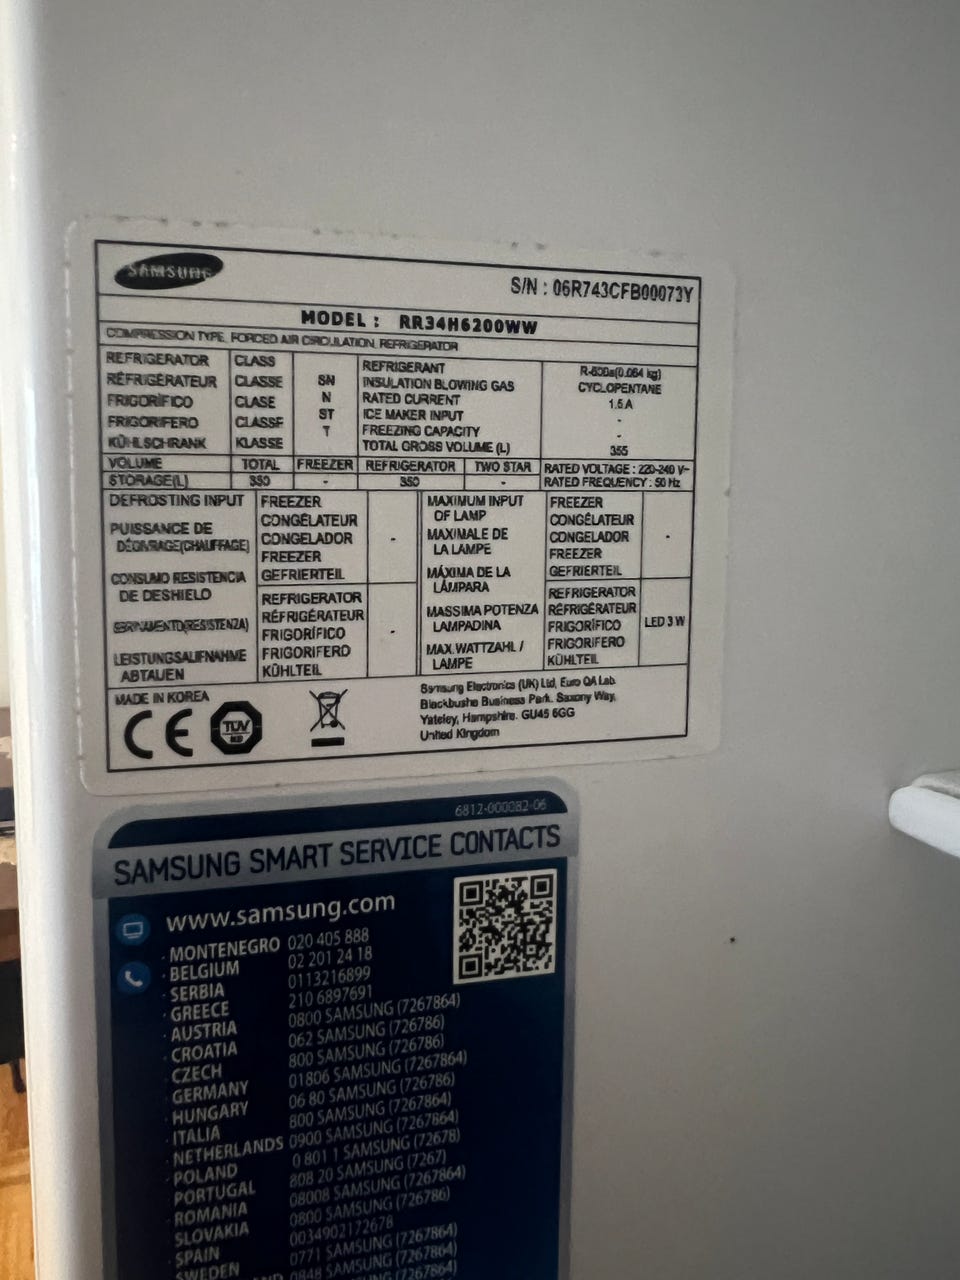 SAMSUNG
S/N : 06R743CFB00073Y
MODEL : RR34H6200WW
COMPRESSION TYPE, FORCED AIR CIRCULATION, REFRIGERATOR
REFRIGERATOR CLASS
RÉFRIGÉRATEUR CLASSE
FRIGORÍFICO CLASE
FRIGORIFERO CLASSE
KÜHLSCHRANK KLASSE
SN
N
ST
T
REFRIGERANT R-600a(0.064 kg)
INSULATION BLOWING GAS CYCLOPENTANE
RATED CURRENT 1.5 A
ICE MAKER INPUT -
FREEZING CAPACITY -
TOTAL GROSS VOLUME (L) 355
VOLUME TOTAL FREEZER REFRIGERATOR TWO STAR RATED VOLTAGE : 220-240 V~
STORAGE(L) 350 - 350 - RATED FREQUENCY : 50 Hz
DEFROSTING INPUT
PUISSANCE DE
DÉGIVRAGE(CHAUFFAGE)
CONSUMO RESISTENCIA
DE DESHIELO
LEISTUNGSAUFNAHME
ABTAUEN
FREEZER
CONGÉLATEUR
CONGELADOR
FREEZER
GEFRIERTEIL
-
REFRIGERATOR
RÉFRIGÉRATEUR
FRIGORÍFICO
FRIGORIFERO
KÜHLTEIL
-
MAXIMUM INPUT
OF LAMP
MAXIMALE DE
LA LAMPE
MÁXIMA DE LA
LÁMPARA
MASSIMA POTENZA
LAMPADINA
MAX.WATTZAHL /
LAMPE
FREEZER
CONGÉLATEUR
CONGELADOR
FREEZER
GEFRIERTEIL
-
REFRIGERATOR
RÉFRIGÉRATEUR
FRIGORÍFICO
FRIGORIFERO
KÜHLTEIL
LED 3 W
MADE IN KOREA
CE
TÜV
Samsung Electronics (UK) Ltd, Euro QA Lab.
Blackbushe Business Park. Saxony Way,
Yateley, Hampshire. GU46 6GG
United Kingdom
6812-000082-06
SAMSUNG SMART SERVICE CONTACTS
www.samsung.com
· MONTENEGRO 020 405 888
· BELGIUM 02 201 24 18
· SERBIA 0113216899
· GREECE 210 6897691
· AUSTRIA 0800 SAMSUNG (7267864)
· CROATIA 062 SAMSUNG (726786)
· CZECH 800 SAMSUNG (726786)
· GERMANY 01806 SAMSUNG (7267864)
· HUNGARY 06 80 SAMSUNG (726786)
· ITALIA 800 SAMSUNG (7267864)
· NETHERLANDS 0900 SAMSUNG (7267864)
· POLAND 0 801 1 SAMSUNG (72678)
· PORTUGAL 808 20 SAMSUNG (7267)
· ROMANIA 08008 SAMSUNG (7267864)
· SLOVAKIA 0800 SAMSUNG (726786)
· SPAIN 0034902172678
SWEDEN 0771 SAMSUNG (7267864)
0848 SAMSUNG (7267864)